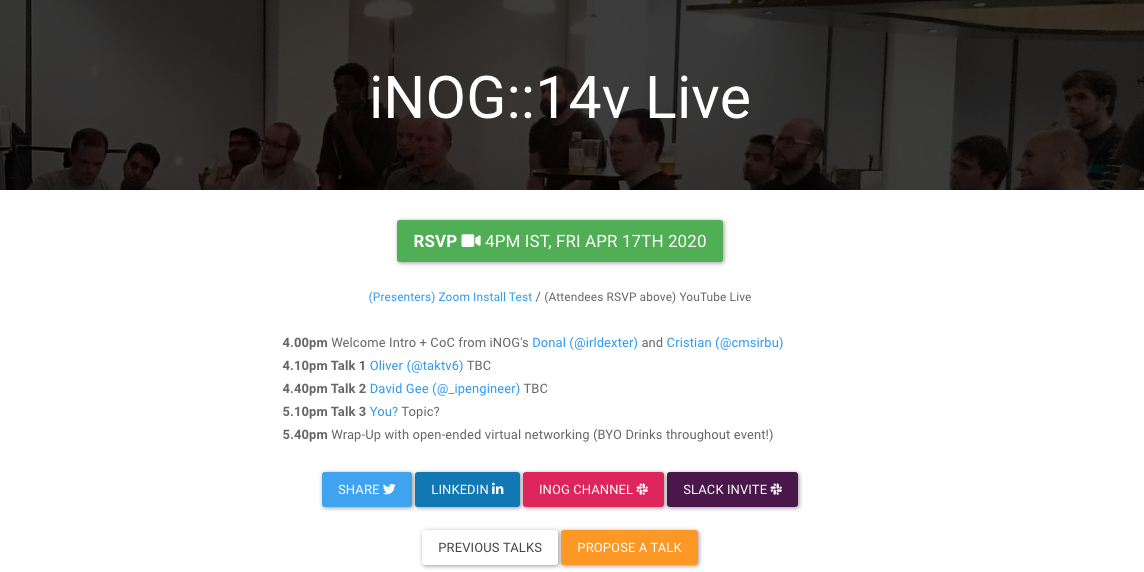 iNOG::14v Live
RSVP 4PM IST, FRI APR 17TH 2020
(Presenters) Zoom Install Test / (Attendees RSVP above) YouTube Live
4.00pm Welcome Intro + CoC from iNOG's Donal (@irldexter) and Cristian (@cmsirbu)
4.10pm Talk 1 Oliver (@taktv6) TBC
4.40pm Talk 2 David Gee (@_ipengineer) TBC
5.10pm Talk 3 You? Topic?
5.40pm Wrap-Up with open-ended virtual networking (BYO Drinks throughout event!)
SHARE LINKEDIN INOG CHANNEL SLACK INVITE
PREVIOUS TALKS PROPOSE A TALK